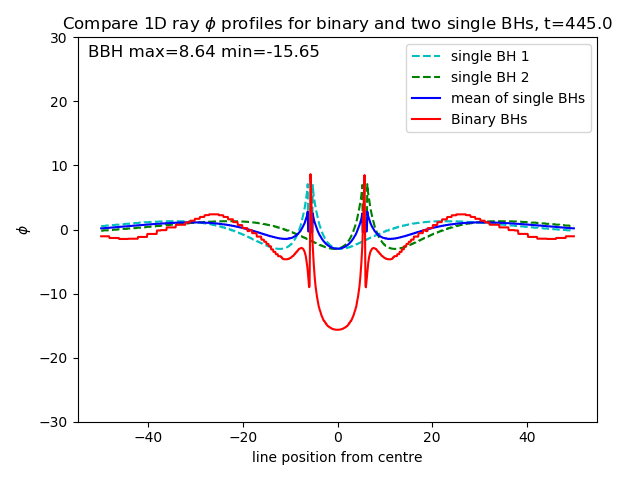 Compare 1D ray ϕ profiles for binary and two single BHs, t=445.0
BBH max=8.64 min=-15.65
single BH 1
single BH 2
mean of single BHs
Binary BHs
30
20
10
0
−10
−20
−30
ϕ
−40
−20
0
20
40
line position from centre